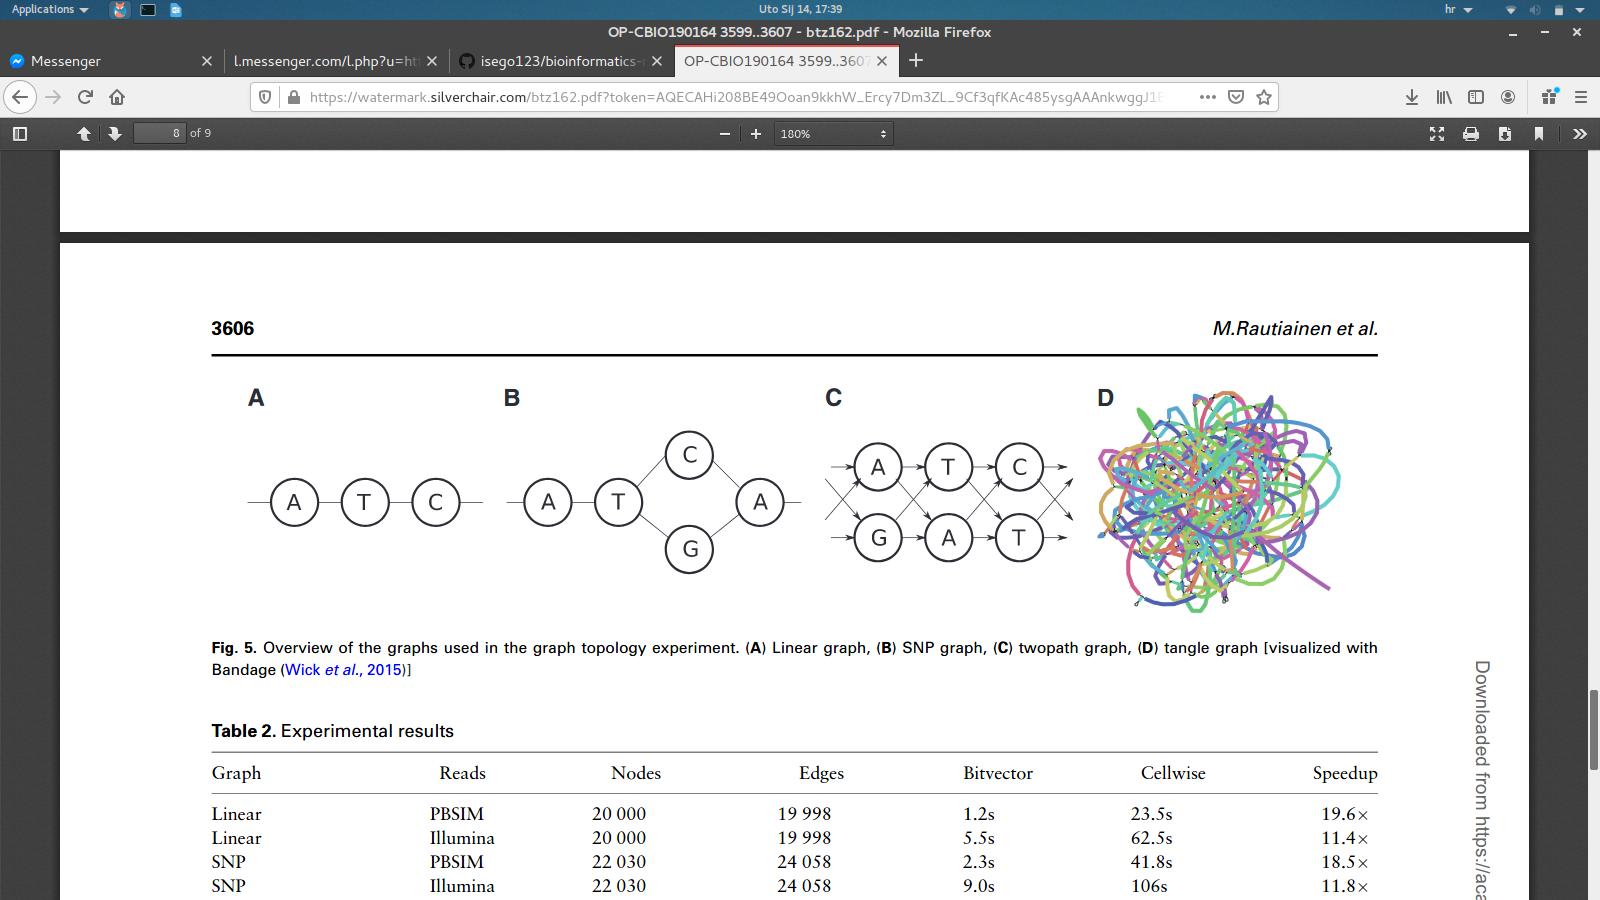 Applications
Uto Sij 14, 17:39
hr
OP-CBIO190164 3599..3607 - btz162.pdf - Mozilla Firefox
Messenger
l.messenger.com/l.php?u=ht
isego123/bioinformatics-
OP-CBIO190164 3599..3607
https://watermark.silverchair.com/btz162.pdf?token=AQECAHi208BE49Ooan9kkhW_Ercy7Dm3ZL_9Cf3qfKAc485ysgAAAnkwggJ1
8 of 9
180%
3606
M.Rautiainen et al.
A
B
C
D
A T C
A T C G A
A T C
G A T
Fig. 5. Overview of the graphs used in the graph topology experiment. (A) Linear graph, (B) SNP graph, (C) twopath graph, (D) tangle graph [visualized with
Bandage (Wick et al., 2015)]
Table 2. Experimental results
Graph Reads Nodes Edges Bitvector Cellwise Speedup
Linear PBSIM 20 000 19 998 1.2s 23.5s 19.6×
Linear Illumina 20 000 19 998 5.5s 62.5s 11.4×
SNP PBSIM 22 030 24 058 2.3s 41.8s 18.5×
SNP Illumina 22 030 24 058 9.0s 106s 11.8×
Downloaded from https://aca